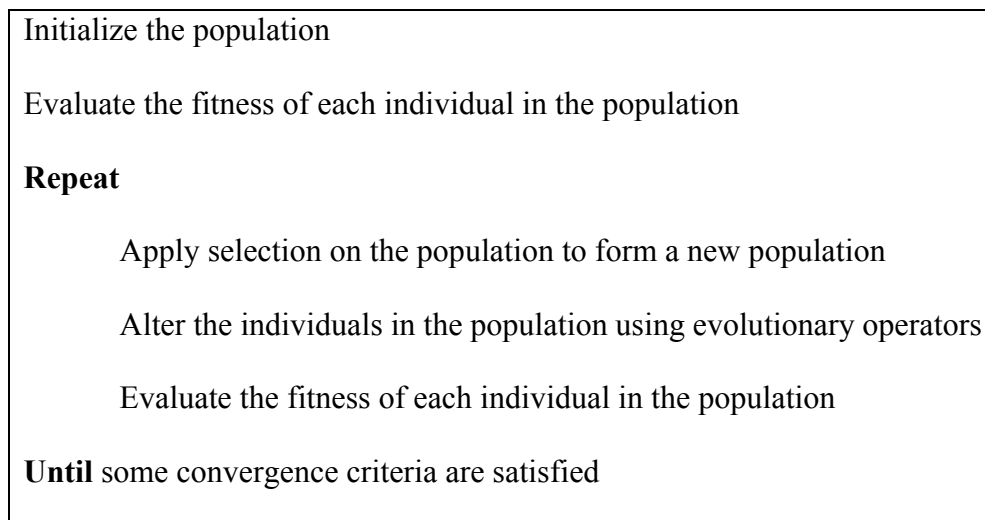 Initialize the population
Evaluate the fitness of each individual in the population
Repeat
Apply selection on the population to form a new population
Alter the individuals in the population using evolutionary operators
Evaluate the fitness of each individual in the population
Until some convergence criteria are satisfied